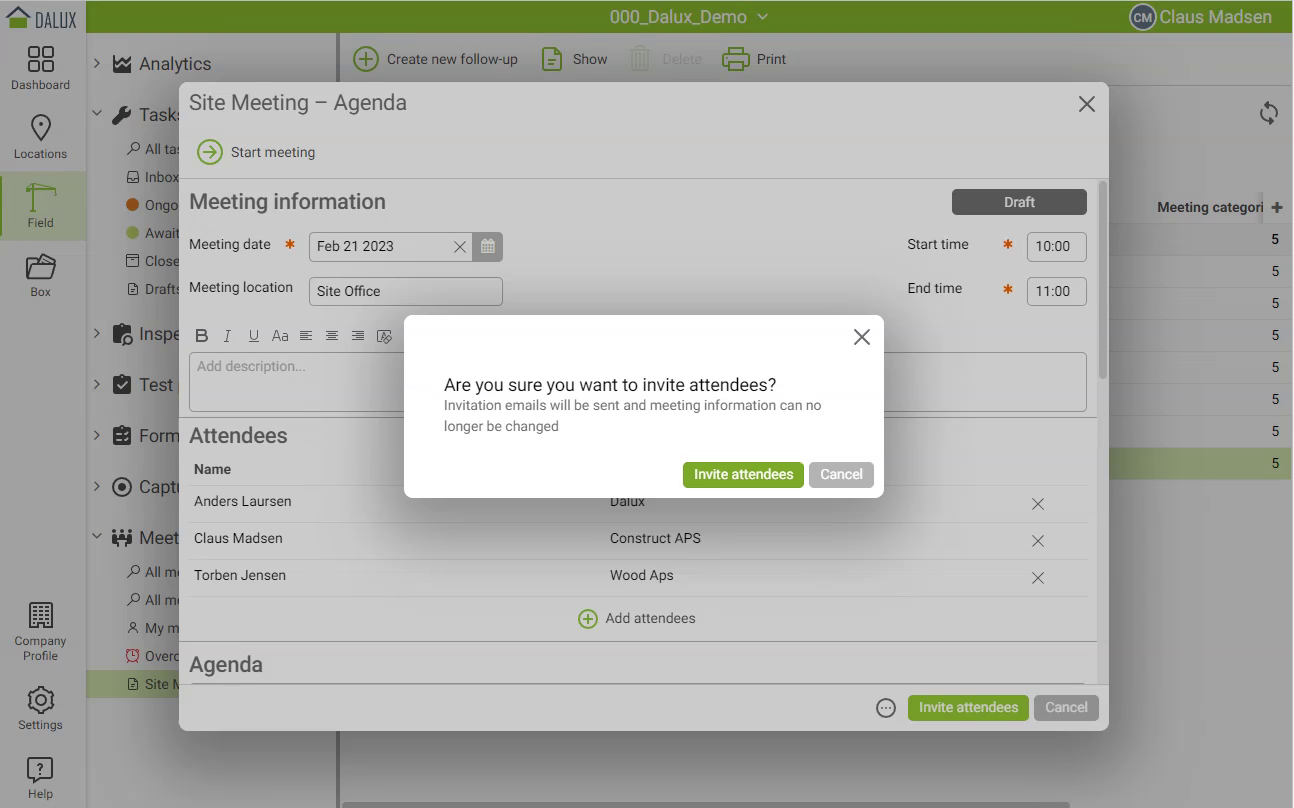 DALUX
000_Dalux_Demo
CM Claus Madsen
Dashboard
Locations
Field
Box
Company
Profile
Settings
Help
Analytics
Tasks
All tas
Inbox
Ongo
Await
Close
Drafts
Inspe
Test
Form
Captu
Meet
All me
All me
My m
Overd
Site M
Create new follow-up
Show
Delete
Print
Meeting categori
5
5
5
5
5
5
5
5
Site Meeting – Agenda
Start meeting
Meeting information
Draft
Meeting date * Feb 21 2023
Start time * 10:00
Meeting location Site Office
End time * 11:00
B I U Aa
Add description...
Attendees
Name
Anders Laursen Dalux
Claus Madsen Construct APS
Torben Jensen Wood Aps
Add attendees
Agenda
Invite attendees Cancel
Are you sure you want to invite attendees?
Invitation emails will be sent and meeting information can no
longer be changed
Invite attendees Cancel